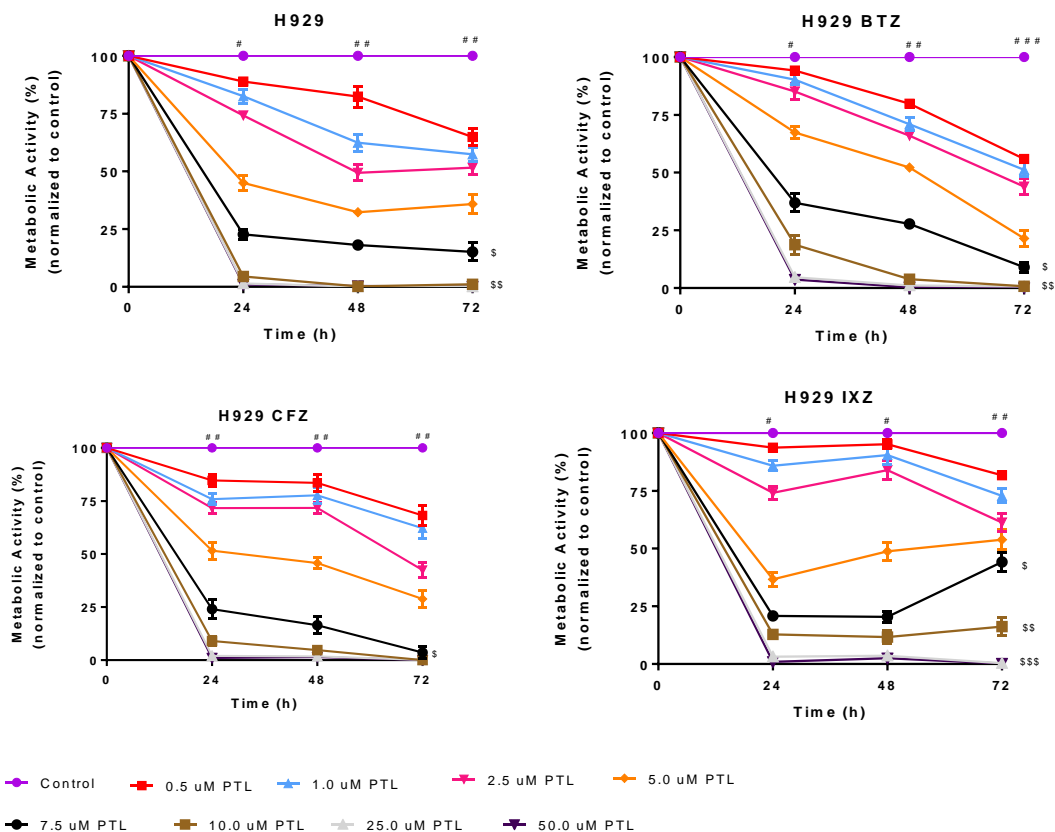 H929
# # # # #
100
75
50
25
0
0 24 48 72
Time (h)
Metabolic Activity (%)
(normalized to control)
$
$$
H929 BTZ
# # # # # #
100
75
50
25
0
0 24 48 72
Time (h)
Metabolic Activity (%)
(normalized to control)
$
$$
H929 CFZ
# # # # # #
100
75
50
25
0
0 24 48 72
Time (h)
Metabolic Activity (%)
(normalized to control)
$
H929 IXZ
# # # #
100
75
50
25
0
0 24 48 72
Time (h)
Metabolic Activity (%)
(normalized to control)
$
$$
$$$
Control 0.5 uM PTL 1.0 uM PTL 2.5 uM PTL 5.0 uM PTL
7.5 uM PTL 10.0 uM PTL 25.0 uM PTL 50.0 uM PTL